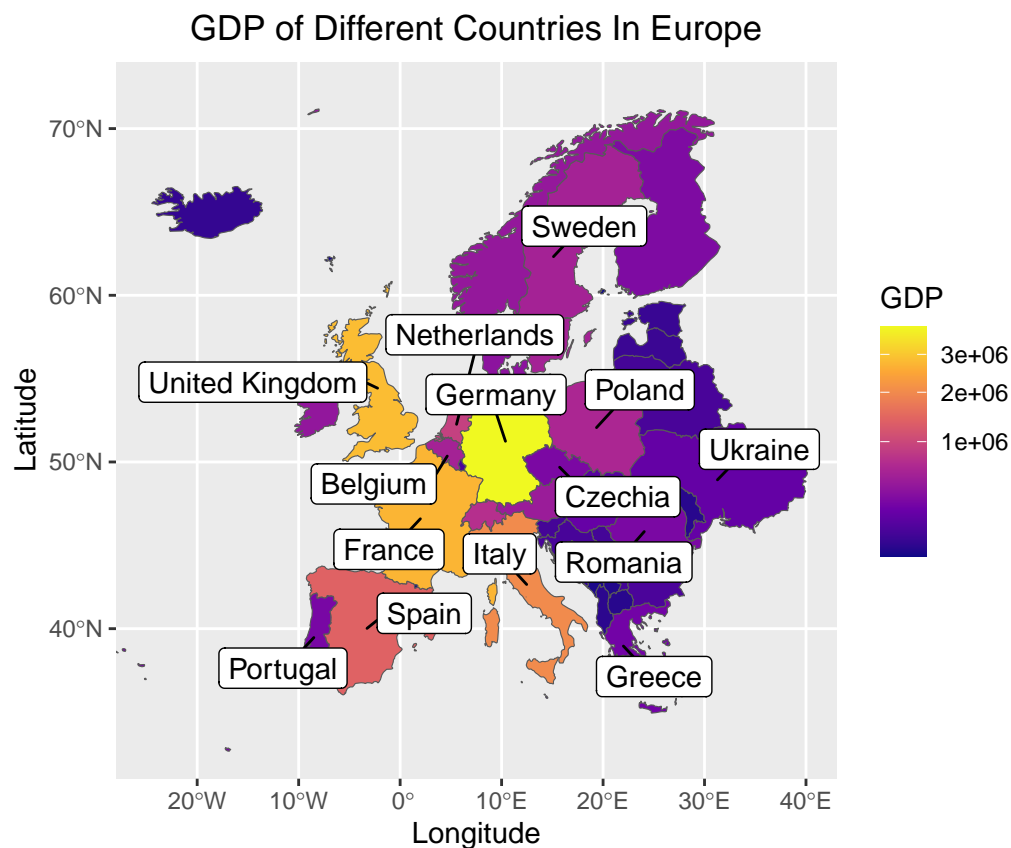 GDP of Different Countries In Europe
70°N
60°N
50°N
40°N
Latitude
Sweden
Netherlands
United Kingdom
Germany
Poland
Ukraine
Belgium
Czechia
France
Italy
Romania
Spain
Portugal
Greece
20°W
10°W
0°
10°E
20°E
30°E
40°E
Longitude
GDP
3e+06
2e+06
1e+06